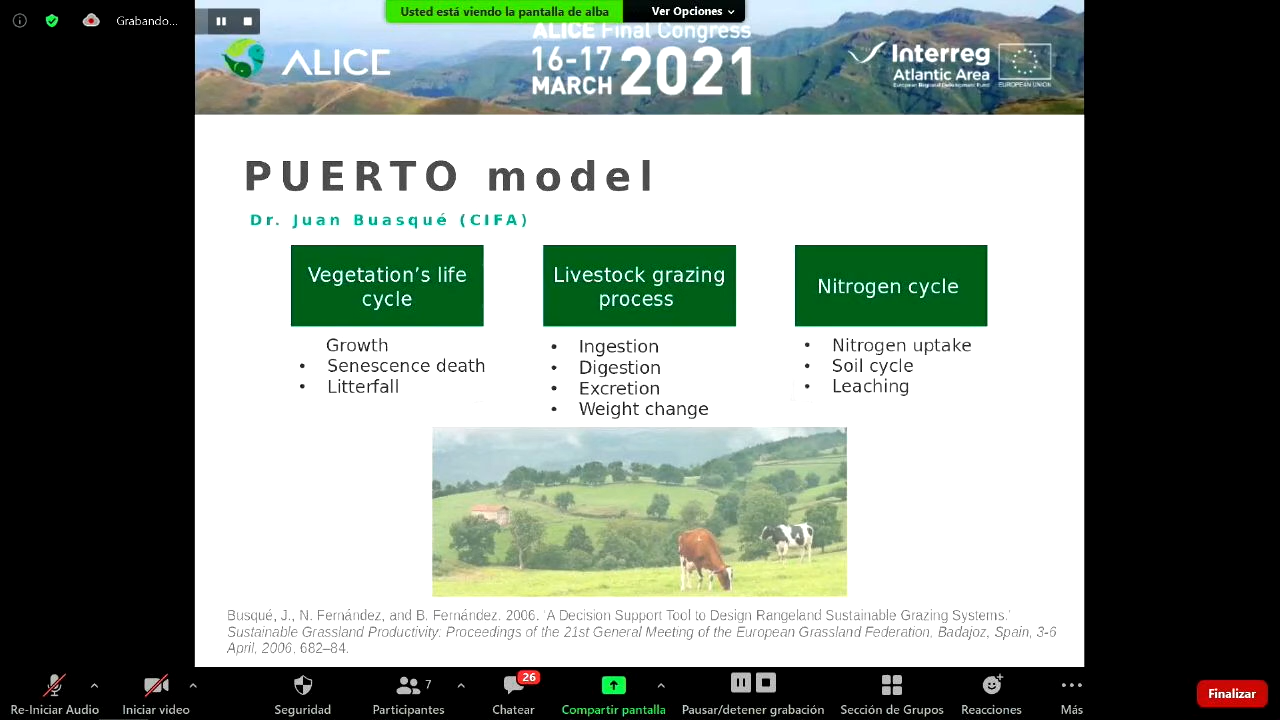 Grabando...
Usted está viendo la pantalla de alba
Ver Opciones
ALICE
ALICE Final Congress
16-17
MARCH 2021
Interreg
Atlantic Area
European Regional Development Fund
EUROPEAN UNION
PUERTO model
Dr. Juan Buasqué (CIFA)
Vegetation's life
cycle
Growth
• Senescence death
• Litterfall
Livestock grazing
process
• Ingestion
• Digestion
• Excretion
• Weight change
Nitrogen cycle
• Nitrogen uptake
• Soil cycle
• Leaching
Busqué, J., N. Fernández, and B. Fernández. 2006. 'A Decision Support Tool to Design Rangeland Sustainable Grazing Systems.'
Sustainable Grassland Productivity: Proceedings of the 21st General Meeting of the European Grassland Federation, Badajoz, Spain, 3-6
April, 2006. 682–84.
Re-Iniciar Audio
Iniciar video
Seguridad
7
Participantes
26
Chatear
Compartir pantalla
Pausar/detener grabación
Sección de Grupos
Reacciones
Más
Finalizar